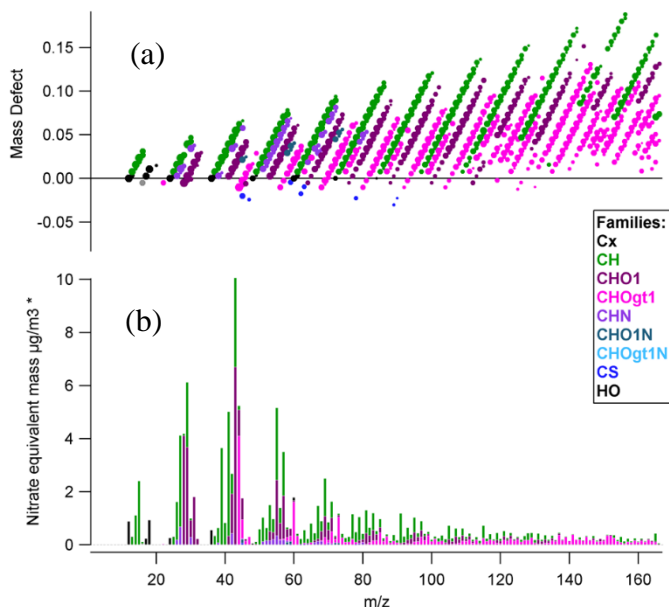 (a)
Mass Defect
0.15
0.10
0.05
0.00
-0.05
Families:
Cx
CH
CHO1
CHOgt1
CHN
CHO1N
CHOgt1N
CS
HO
(b)
Nitrate equivalent mass µg/m3 *
10
8
6
4
2
0
20 40 60 80 100 120 140 160
m/z